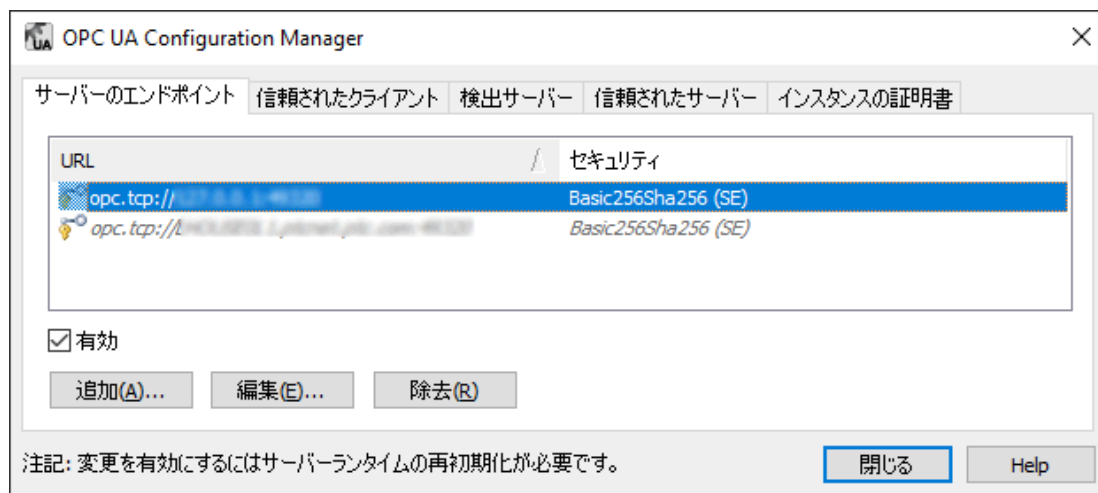 OPC UA Configuration Manager
サーバーのエンドポイント 信頼されたクライアント 検出サーバー 信頼されたサーバー インスタンスの証明書
URL セキュリティ
opc.tcp:// Basic256Sha256 (SE)
opc.tcp:// Basic256Sha256 (SE)
有効
追加(A)... 編集(E)... 除去(R)
注記: 変更を有効にするにはサーバーランタイムの再初期化が必要です。 閉じる Help